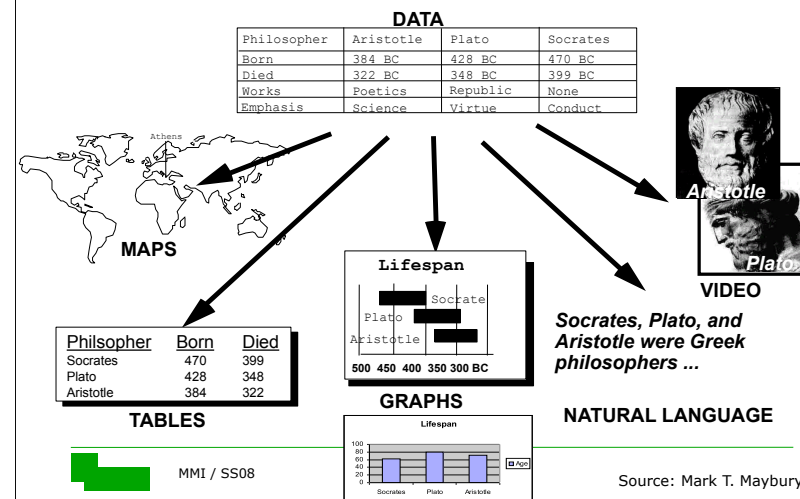 DATA
Philosopher Aristotle Plato Socrates
Born 384 BC 428 BC 470 BC
Died 322 BC 348 BC 399 BC
Works Poetics Republic None
Emphasis Science Virtue Conduct
Athens
MAPS
Aristotle
Plato
VIDEO
Lifespan
Socrate
Plato
Aristotle
500 450 400 350 300 BC
GRAPHS
Socrates, Plato, and
Aristotle were Greek
philosophers ...
NATURAL LANGUAGE
Philsopher Born Died
Socrates 470 399
Plato 428 348
Aristotle 384 322
TABLES
Lifespan
100
80
60
40
20
0
Socrates Plato Aristotle
Age
MMI / SS08
Source: Mark T. Maybury